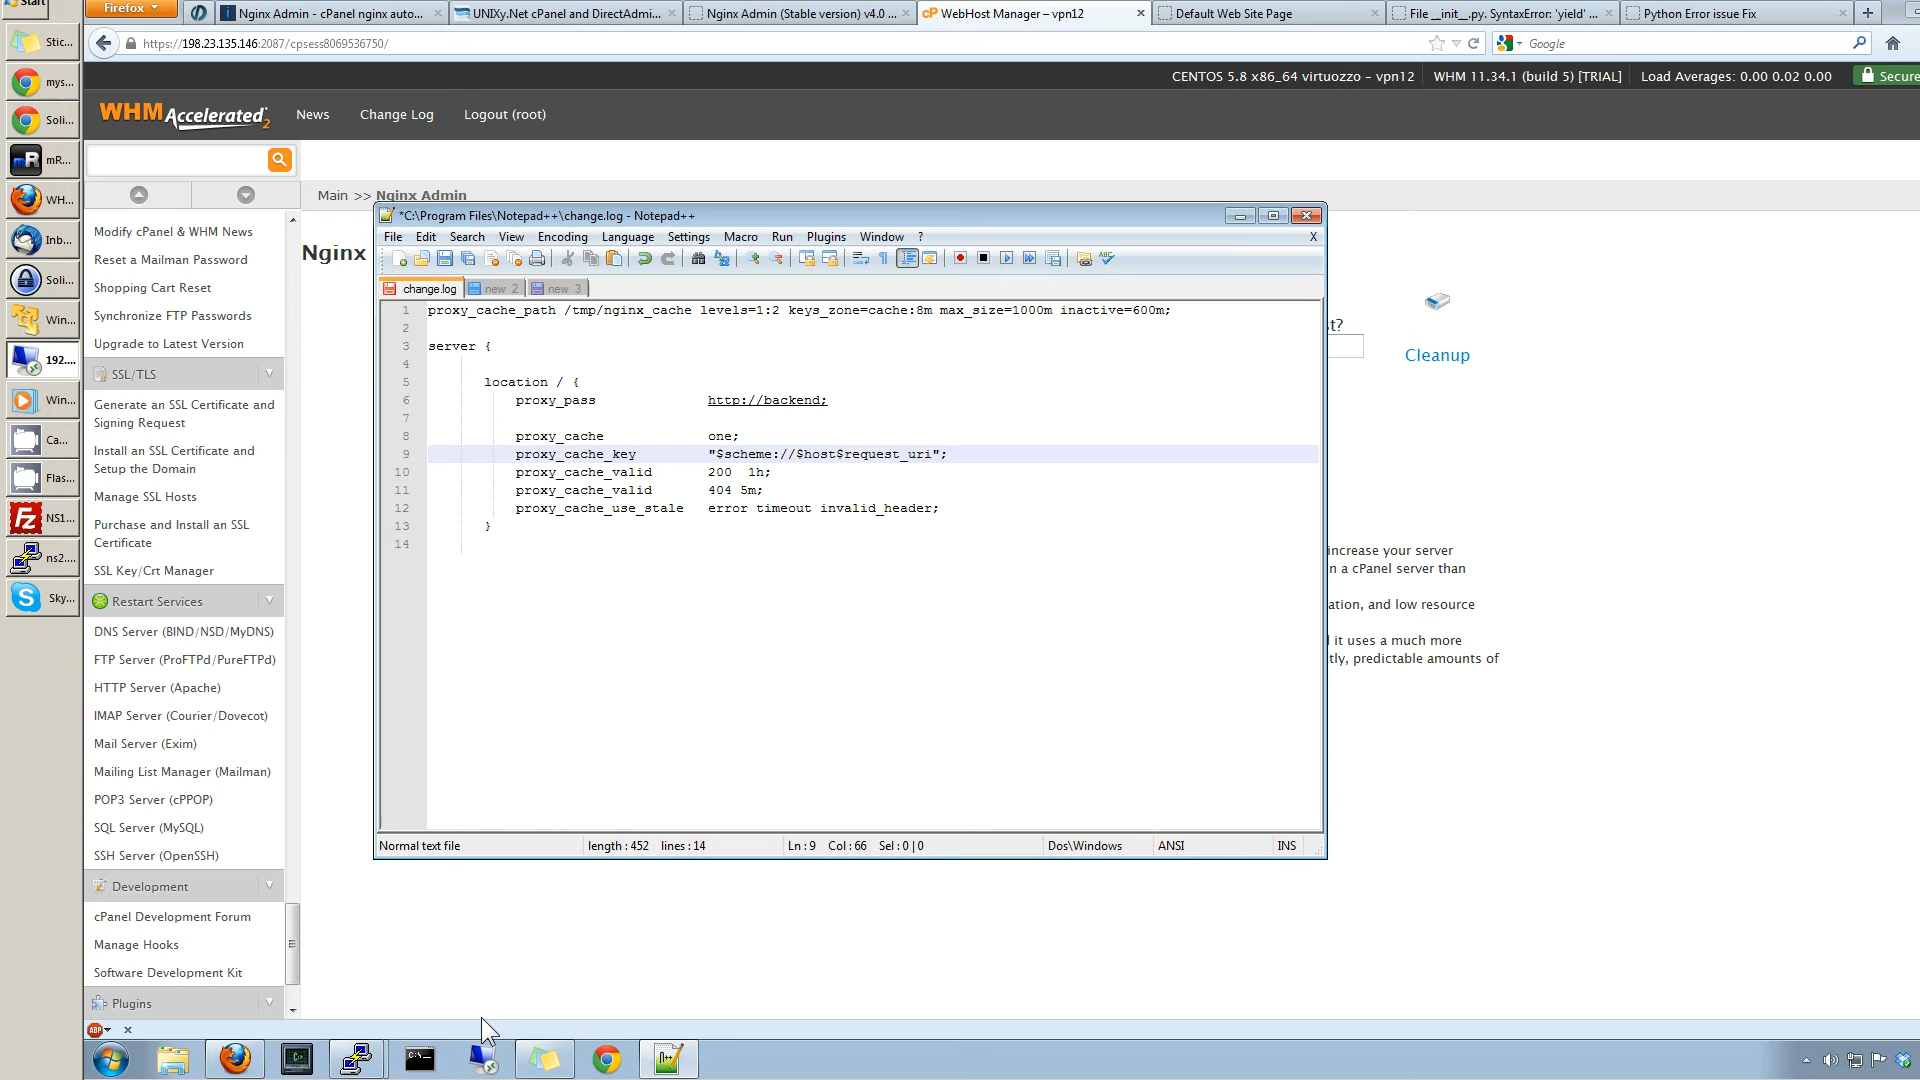 Start
Firefox
Nginx Admin - cPanel nginx auto...
UNIXy.Net cPanel and DirectAdmi...
Nginx Admin (Stable version) v4.0 ...
cP WebHost Manager – vpn12
Default Web Site Page
File __init__.py. SyntaxError: 'yield' ...
Python Error issue Fix
https://198.23.135.146:2087/cpsess8069536750/
Google
CENTOS 5.8 x86_64 virtuozzo – vpn12
WHM 11.34.1 (build 5) [TRIAL]
Load Averages: 0.00 0.02 0.00
Secure
WHM Accelerated 2
News
Change Log
Logout (root)
Stic...
mys...
Soli...
mR mR...
WH...
Inb...
Soli...
Win...
192....
Win...
Ca...
Flas...
Fz NS1...
ns2....
S Sky...
Main >> Nginx Admin
Nginx
Modify cPanel & WHM News
Reset a Mailman Password
Shopping Cart Reset
Synchronize FTP Passwords
Upgrade to Latest Version
SSL/TLS
Generate an SSL Certificate and
Signing Request
Install an SSL Certificate and
Setup the Domain
Manage SSL Hosts
Purchase and Install an SSL
Certificate
SSL Key/Crt Manager
Restart Services
DNS Server (BIND/NSD/MyDNS)
FTP Server (ProFTPd/PureFTPd)
HTTP Server (Apache)
IMAP Server (Courier/Dovecot)
Mail Server (Exim)
Mailing List Manager (Mailman)
POP3 Server (cPPOP)
SQL Server (MySQL)
SSH Server (OpenSSH)
Development
cPanel Development Forum
Manage Hooks
Software Development Kit
Plugins
*C:\Program Files\Notepad++\change.log - Notepad++
File Edit Search View Encoding Language Settings Macro Run Plugins Window ? X
change.log
new 2
new 3
1 proxy_cache_path /tmp/nginx_cache levels=1:2 keys_zone=cache:8m max_size=1000m inactive=600m;
2
3 server {
4
5 location / {
6 proxy_pass http://backend;
7
8 proxy_cache one;
9 proxy_cache_key "$scheme://$host$request_uri";
10 proxy_cache_valid 200 1h;
11 proxy_cache_valid 404 5m;
12 proxy_cache_use_stale error timeout invalid_header;
13 }
14
Normal text file
length : 452 lines : 14
Ln : 9 Col : 66 Sel : 0 | 0
Dos\Windows
ANSI
INS
t?
Cleanup
increase your server
n a cPanel server than
ation, and low resource
it uses a much more
tly, predictable amounts of
ABP
x
C:\